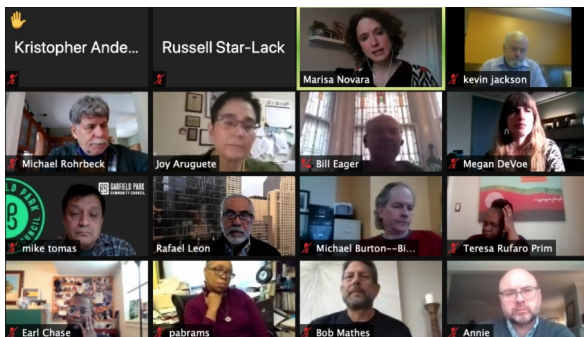 Kristopher Ande...
Russell Star-Lack
Marisa Novara
kevin jackson
Michael Rohrbeck
Joy Aruguete
Bill Eager
Megan DeVoe
GARFIELD PARK
COMMUNITY COUNCIL
mike tomas
Rafael Leon
Michael Burton--Bi...
Teresa Rufaro Prim
Earl Chase
pabrams
Bob Mathes
Annie